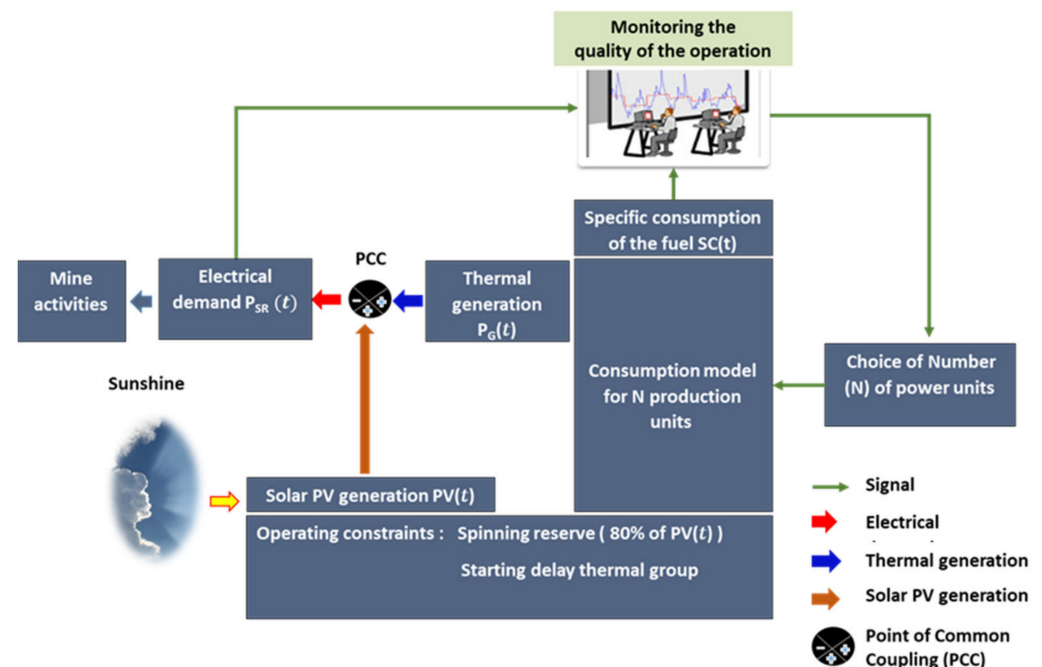 Monitoring the
quality of the operation
Specific consumption
of the fuel SC(t)
PCC
Mine
activities
Electrical
demand P_SR (t)
Thermal
generation
P_G(t)
Consumption model
for N production
units
Choice of Number
(N) of power units
Sunshine
Solar PV generation PV(t)
Operating constraints : Spinning reserve ( 80% of PV(t) )
Starting delay thermal group
Signal
Electrical
Thermal generation
Solar PV generation
Point of Common
Coupling (PCC)